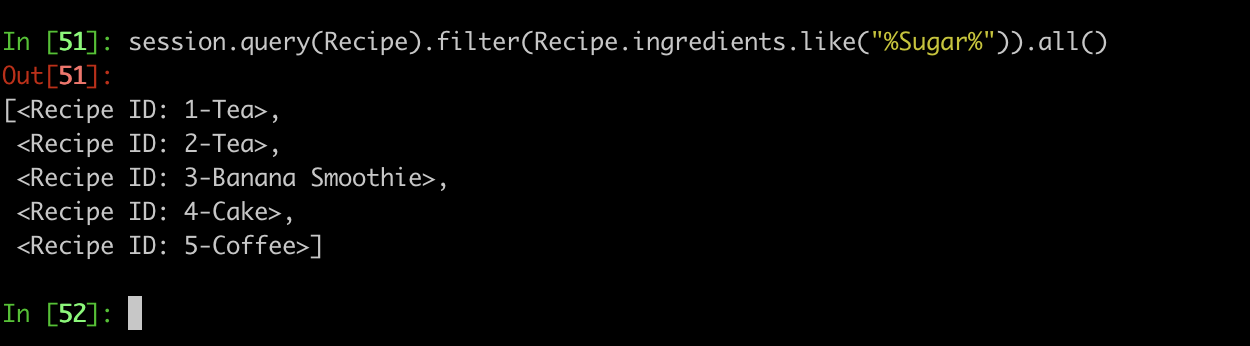 In [51]: session.query(Recipe).filter(Recipe.ingredients.like("%Sugar%")).all()
Out[51]:
[<Recipe ID: 1-Tea>,
 <Recipe ID: 2-Tea>,
 <Recipe ID: 3-Banana Smoothie>,
 <Recipe ID: 4-Cake>,
 <Recipe ID: 5-Coffee>]
In [52]: